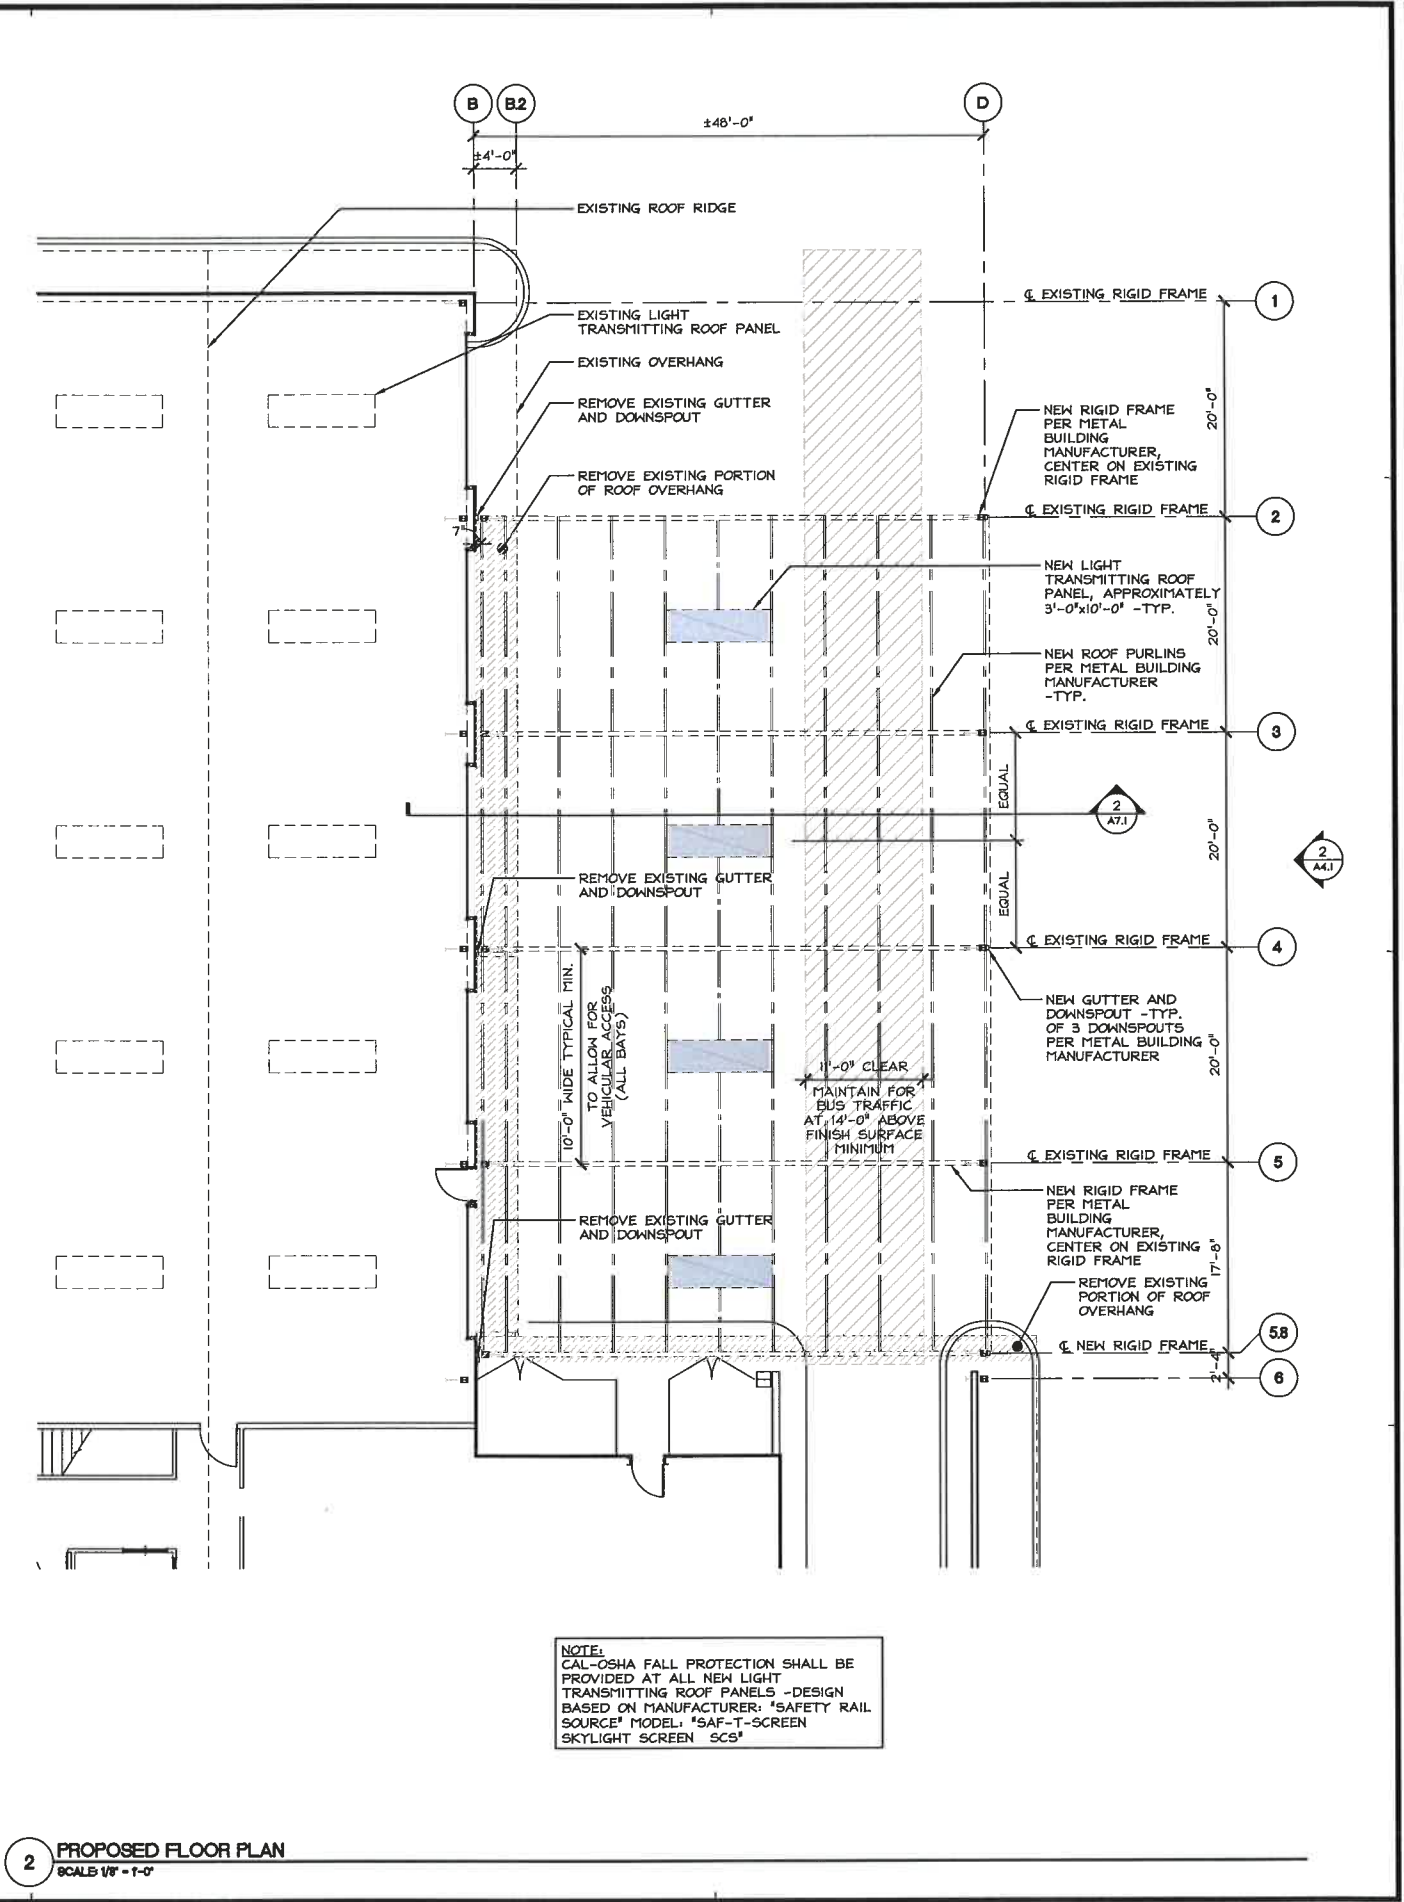 B
B.2
D
±48'-0"
±4'-0"
EXISTING ROOF RIDGE
℄ EXISTING RIGID FRAME
1
EXISTING LIGHT
TRANSMITTING ROOF PANEL
EXISTING OVERHANG
REMOVE EXISTING GUTTER
AND DOWNSPOUT
20'-0"
NEW RIGID FRAME
PER METAL
BUILDING
MANUFACTURER,
CENTER ON EXISTING
RIGID FRAME
REMOVE EXISTING PORTION
OF ROOF OVERHANG
℄ EXISTING RIGID FRAME
2
7"
NEW LIGHT
TRANSMITTING ROOF
PANEL, APPROXIMATELY
3'-0"x10'-0" -TYP.
20'-0"
NEW ROOF PURLINS
PER METAL BUILDING
MANUFACTURER
-TYP.
℄ EXISTING RIGID FRAME
3
EQUAL
2
A7.1
20'-0"
2
A4.1
REMOVE EXISTING GUTTER
AND DOWNSPOUT
EQUAL
℄ EXISTING RIGID FRAME
4
10'-0" WIDE TYPICAL MIN.
TO ALLOW FOR
VEHICULAR ACCESS
(ALL BAYS)
NEW GUTTER AND
DOWNSPOUT -TYP.
OF 3 DOWNSPOUTS
PER METAL BUILDING
MANUFACTURER
20'-0"
11'-0" CLEAR
MAINTAIN FOR
BUS TRAFFIC
AT 14'-0" ABOVE
FINISH SURFACE
MINIMUM
℄ EXISTING RIGID FRAME
5
NEW RIGID FRAME
PER METAL
BUILDING
MANUFACTURER,
CENTER ON EXISTING
RIGID FRAME
17'-8"
REMOVE EXISTING GUTTER
AND DOWNSPOUT
REMOVE EXISTING
PORTION OF ROOF
OVERHANG
℄ NEW RIGID FRAME
5.8
2'-4"
6
NOTE:
CAL-OSHA FALL PROTECTION SHALL BE
PROVIDED AT ALL NEW LIGHT
TRANSMITTING ROOF PANELS -DESIGN
BASED ON MANUFACTURER: "SAFETY RAIL
SOURCE" MODEL: "SAF-T-SCREEN
SKYLIGHT SCREEN SCS"
2
PROPOSED FLOOR PLAN
SCALE: 1/8" = 1'-0"